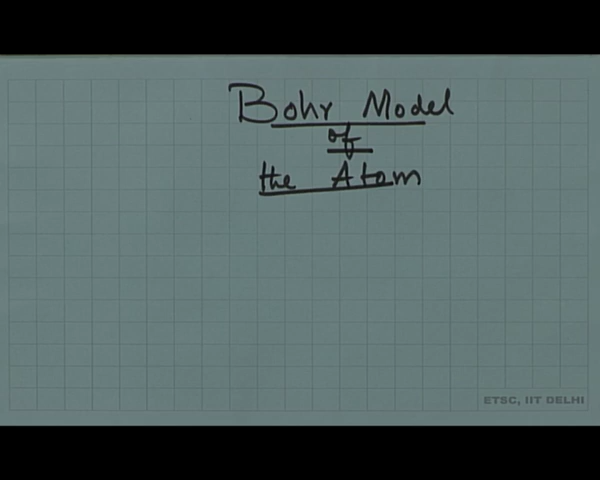 Bohr Model
of
the Atom
ETSC, IIT DELHI